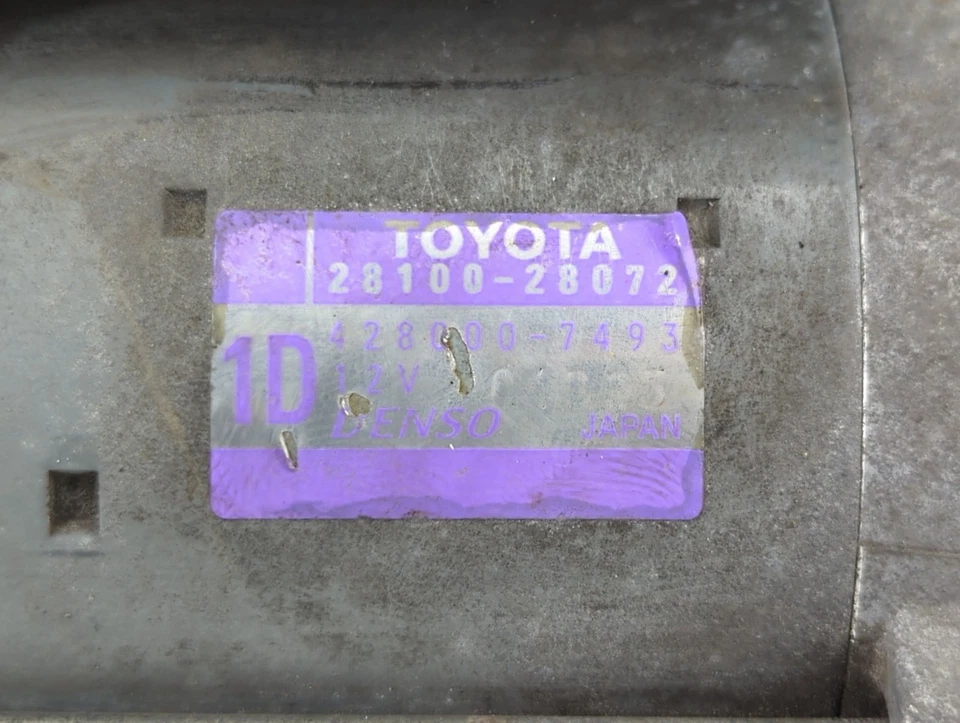 TOYOTA
28100-28072
1D
428000-7493
12V
DENSO JAPAN